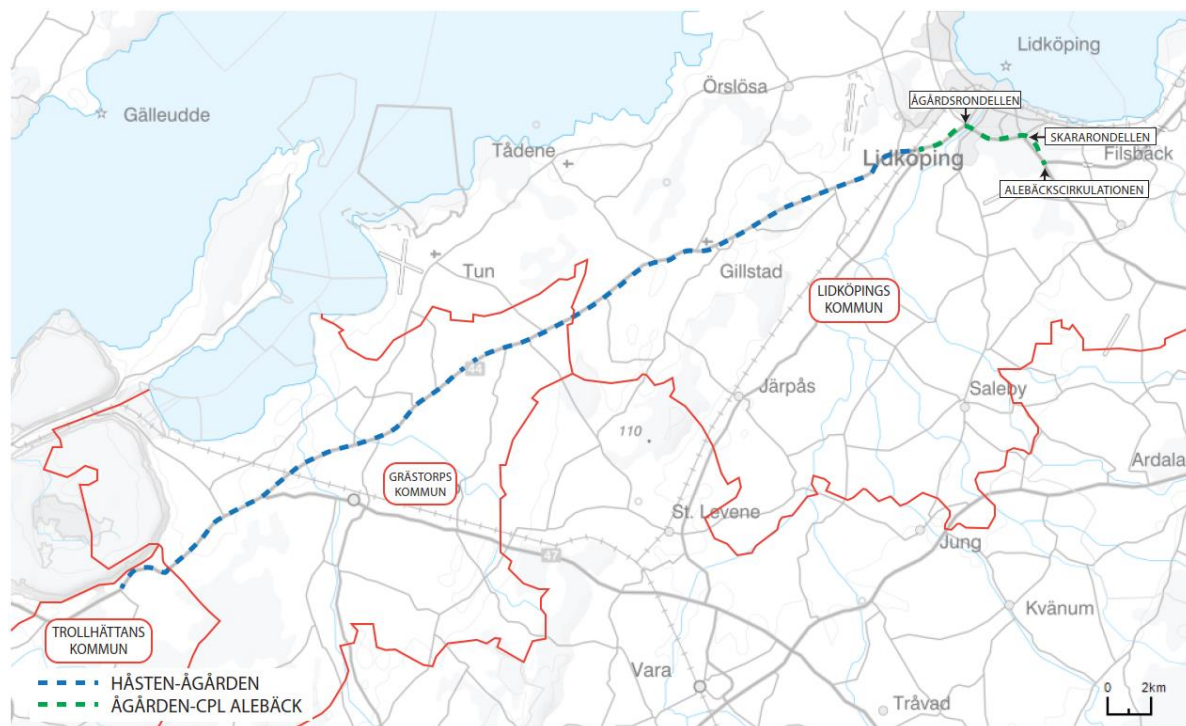 Lidköping
Gälleudde
Örslösa
ÅGÅRDSRONDELLEN
SKARARONDELLEN
Tådene
Lidköping
Filsbäck
ALEBÄCKSCIRKULATIONEN
Tun
Gillstad
LIDKÖPINGS
KOMMUN
44
Järpås
Saleby
110
Ardala
GRÄSTORPS
KOMMUN
St. Levene
47
Jung
Kvänum
TROLLHÄTTANS
KOMMUN
Vara
HÅSTEN-ÅGÅRDEN
0 2km
ÅGÅRDEN-CPL ALEBÄCK
Tråvad